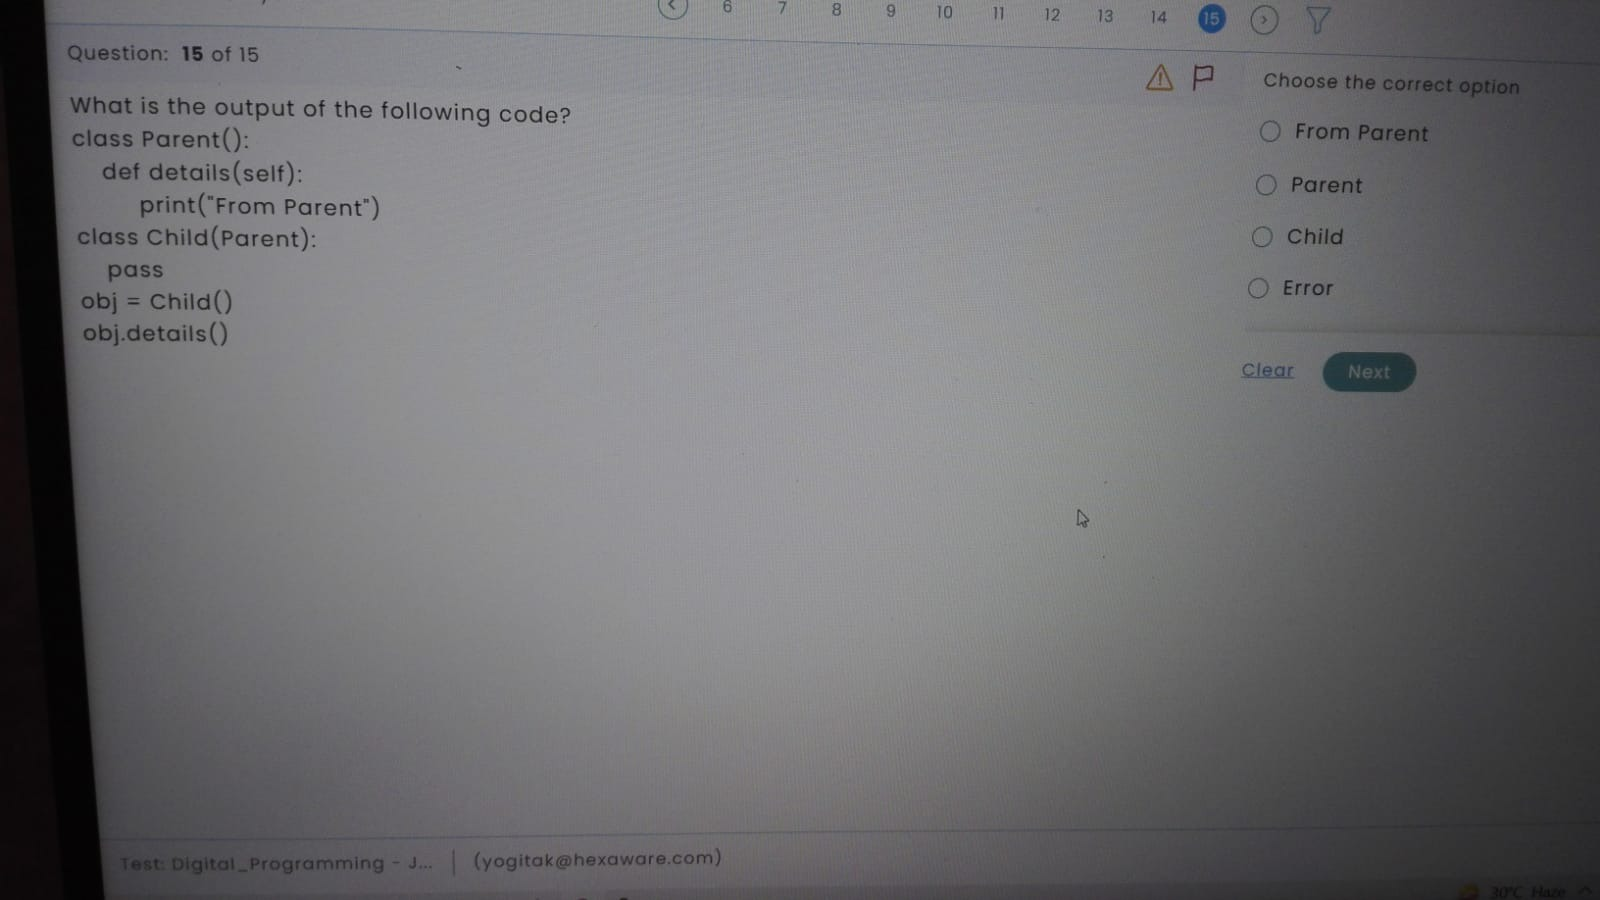 6 7 8 9 10 11 12 13 14 15
Question: 15 of 15
What is the output of the following code?
class Parent():
def details(self):
print("From Parent")
class Child(Parent):
pass
obj = Child()
obj.details()
Choose the correct option
From Parent
Parent
Child
Error
Clear
Next
Test: Digital_Programming - J... | (yogitak@hexaware.com)
30°C Haze